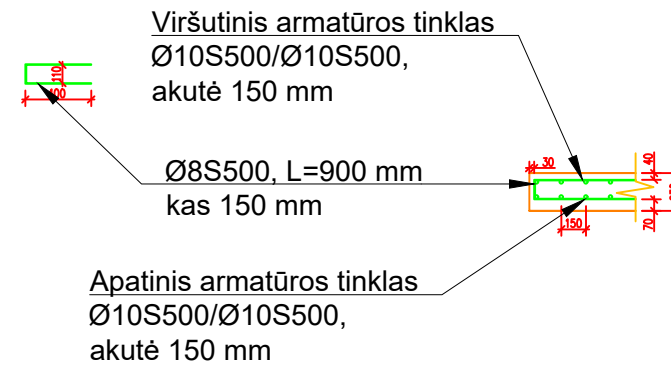 Viršutinis armatūros tinklas
Ø10S500/Ø10S500,
akutė 150 mm
110
400
Ø8S500, L=900 mm
kas 150 mm
30
40
150
70
Apatinis armatūros tinklas
Ø10S500/Ø10S500,
akutė 150 mm